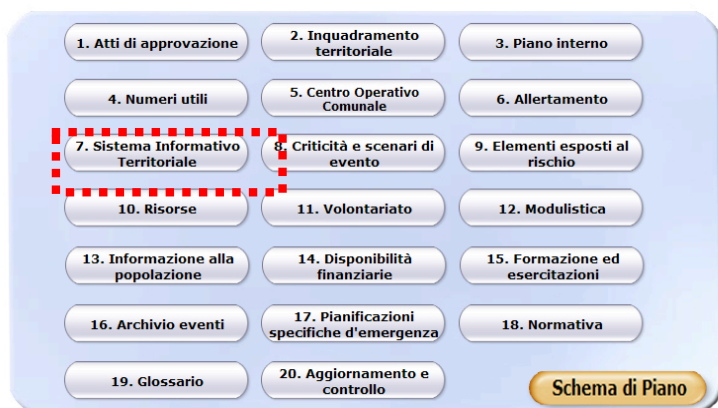 1. Atti di approvazione
2. Inquadramento
territoriale
3. Piano interno
4. Numeri utili
5. Centro Operativo
Comunale
6. Allertamento
7. Sistema Informativo
Territoriale
8. Criticità e scenari di
evento
9. Elementi esposti al
rischio
10. Risorse
11. Volontariato
12. Modulistica
13. Informazione alla
popolazione
14. Disponibilità
finanziarie
15. Formazione ed
esercitazioni
16. Archivio eventi
17. Pianificazioni
specifiche d'emergenza
18. Normativa
19. Glossario
20. Aggiornamento e
controllo
Schema di Piano